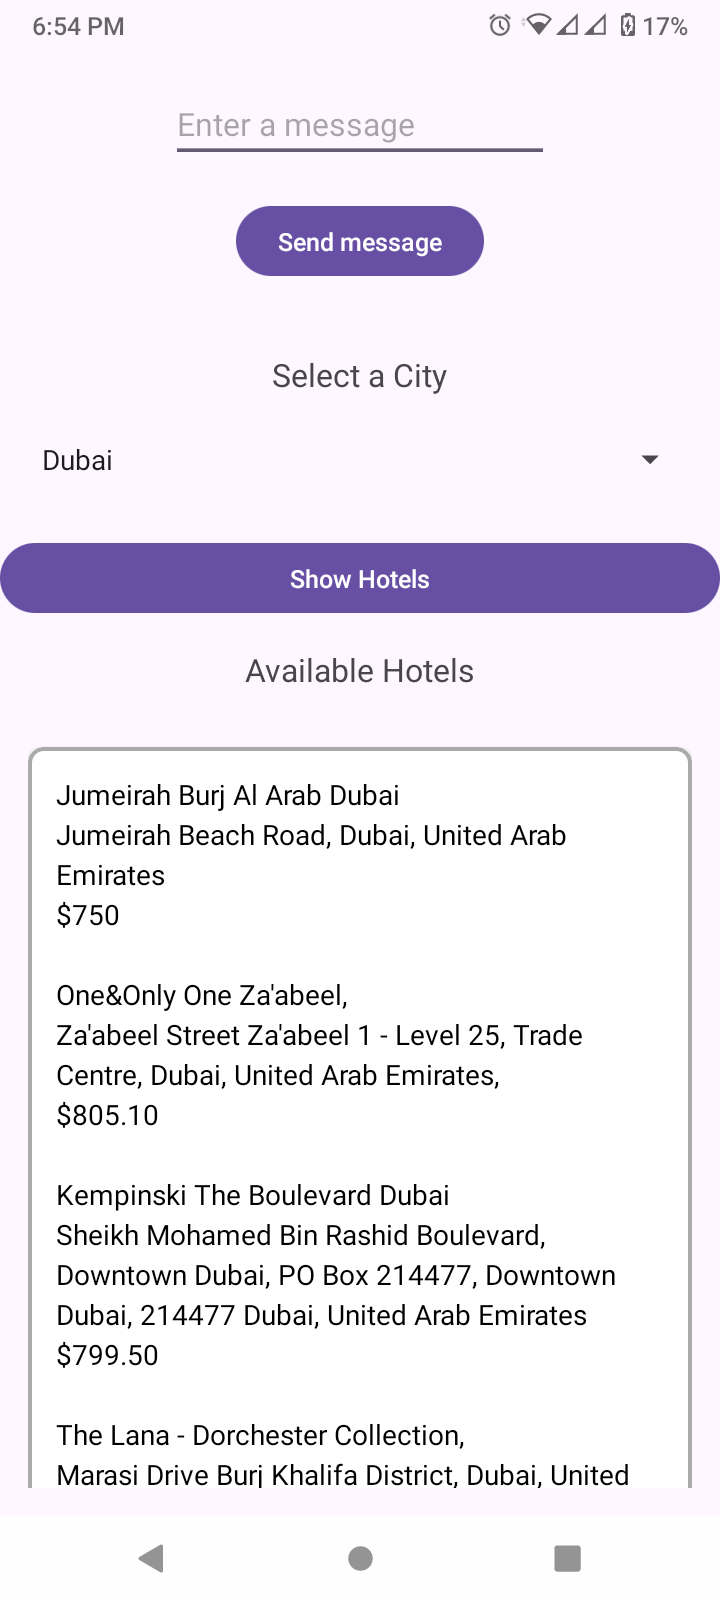 6:54 PM
17%
Enter a message
Send message
Select a City
Dubai
Show Hotels
Available Hotels
Jumeirah Burj Al Arab Dubai
Jumeirah Beach Road, Dubai, United Arab
Emirates
$750
One&Only One Za'abeel,
Za'abeel Street Za'abeel 1 - Level 25, Trade
Centre, Dubai, United Arab Emirates,
$805.10
Kempinski The Boulevard Dubai
Sheikh Mohamed Bin Rashid Boulevard,
Downtown Dubai, PO Box 214477, Downtown
Dubai, 214477 Dubai, United Arab Emirates
$799.50
The Lana - Dorchester Collection,
Marasi Drive Burj Khalifa District, Dubai, United